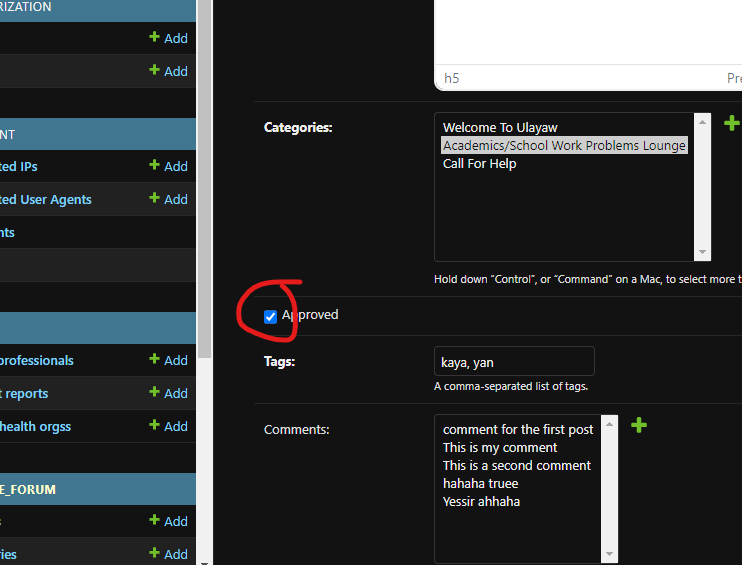 RIZATION
Add
Add
NT
ted IPs
Add
ted User Agents
Add
nts
professionals
Add
t reports
Add
health orgss
Add
E_FORUM
s
Add
ries
Add
h5
Pre
Categories:
Welcome To Ulayaw
Academics/School Work Problems Lounge
Call For Help
Hold down “Control”, or “Command” on a Mac, to select more t
Approved
Tags:
kaya, yan
A comma-separated list of tags.
Comments:
comment for the first post
This is my comment
This is a second comment
hahaha truee
Yessir ahhaha